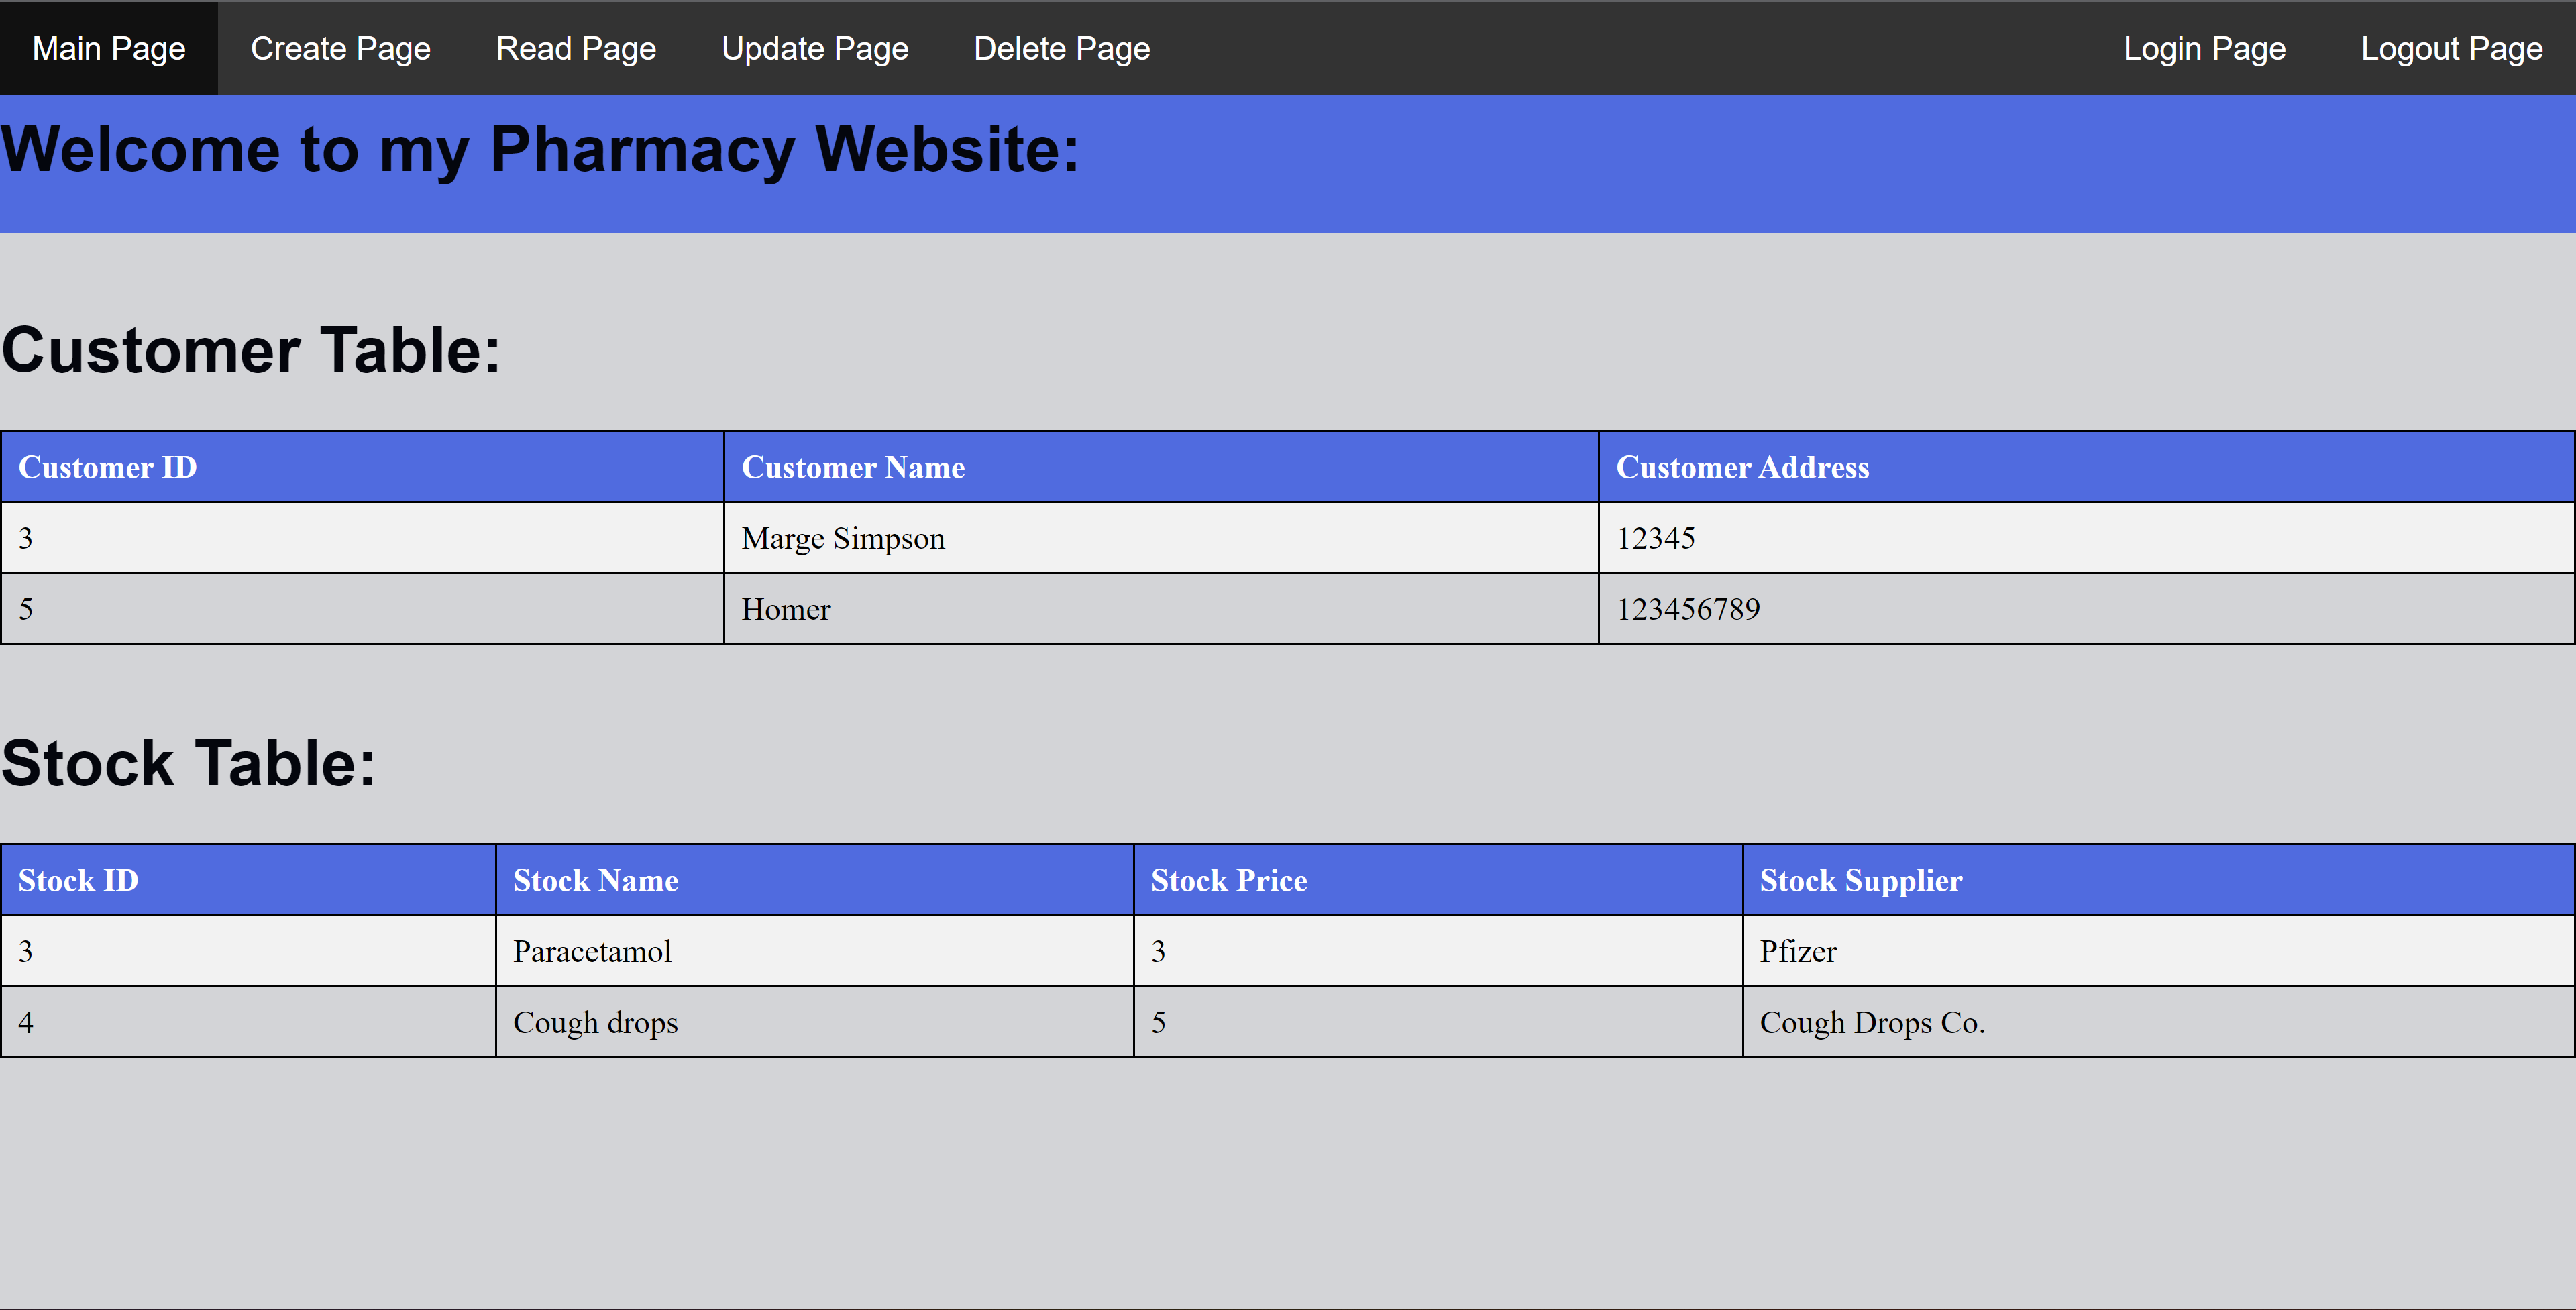 Main Page Create Page Read Page Update Page Delete Page Login Page Logout Page
Welcome to my Pharmacy Website:
Customer Table:
Customer ID Customer Name Customer Address
3 Marge Simpson 12345
5 Homer 123456789
Stock Table:
Stock ID Stock Name Stock Price Stock Supplier
3 Paracetamol 3 Pfizer
4 Cough drops 5 Cough Drops Co.